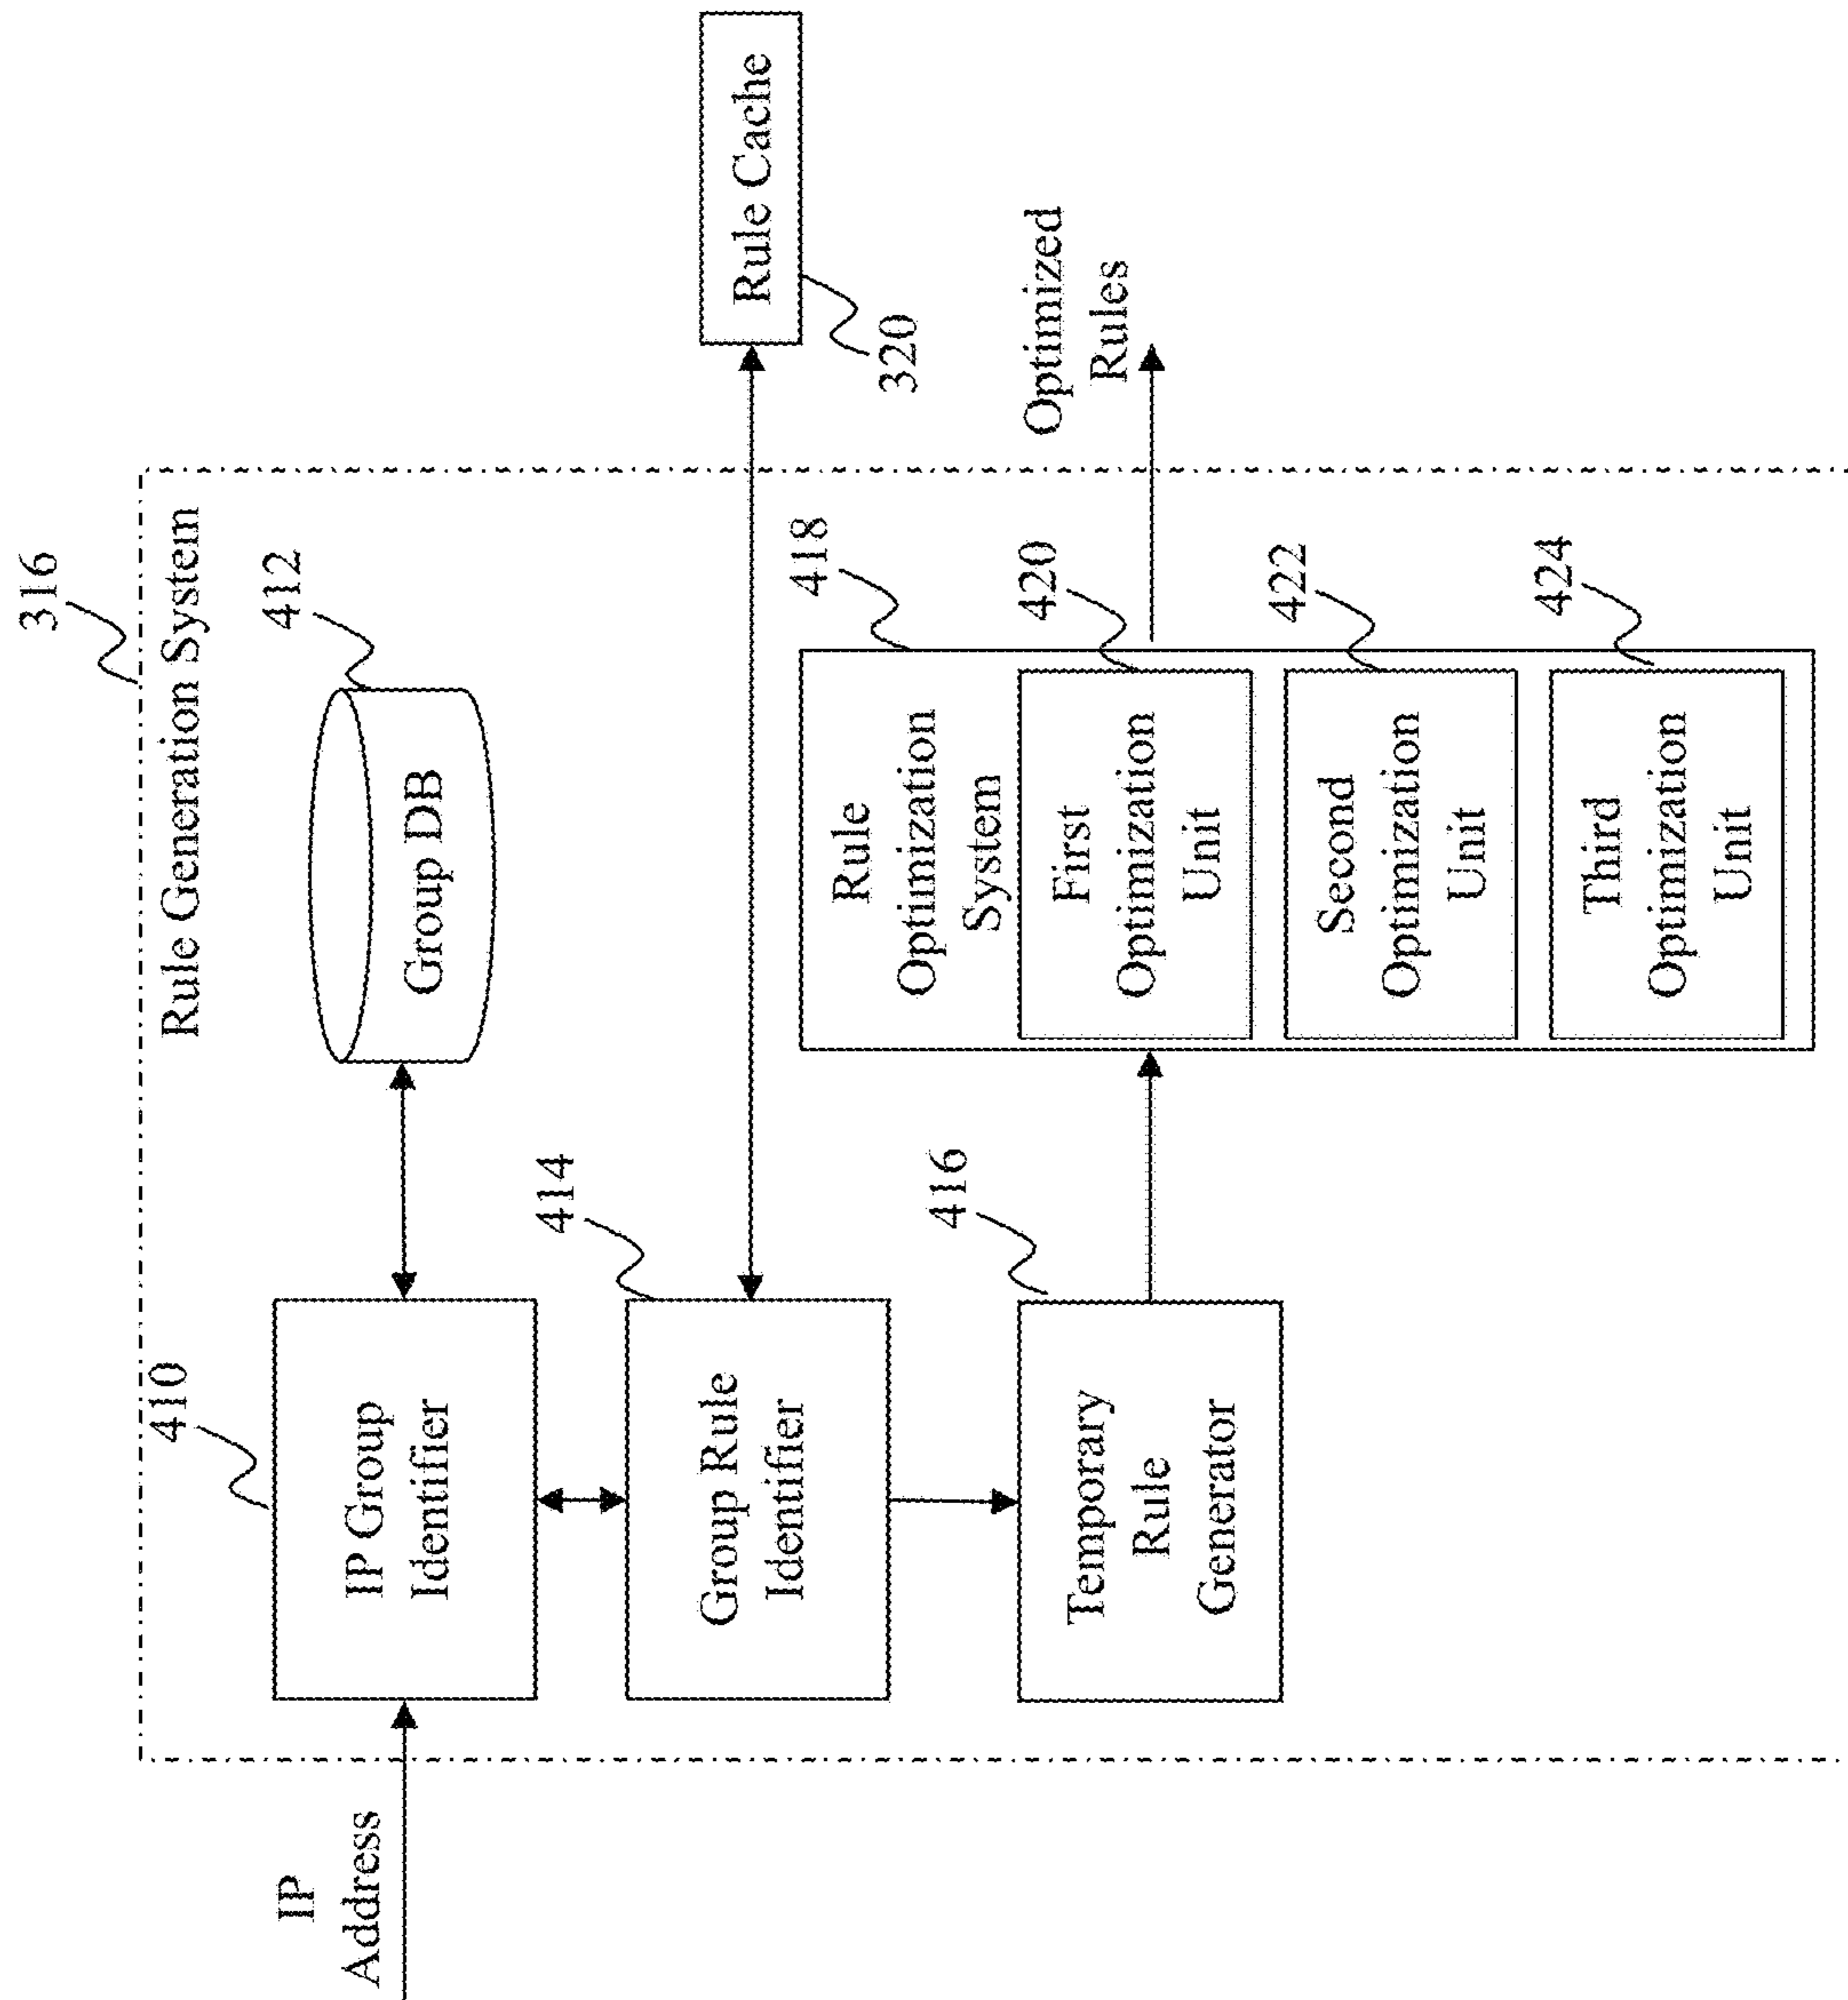 316
Rule Generation System
IP
Address
410
IP Group
Identifier
412
Group DB
414
Group Rule
Identifier
Rule Cache
320
416
Temporary
Rule
Generator
418
Rule
Optimization
System
420
First
Optimization
Unit
422
Second
Optimization
Unit
424
Third
Optimization
Unit
Optimized
Rules